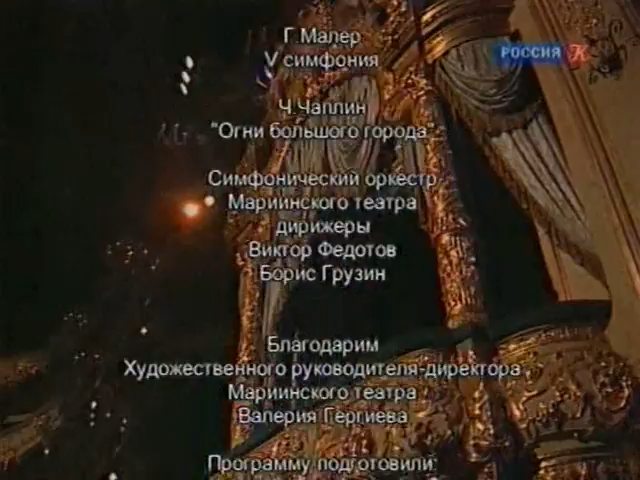 РОССИЯ К
Г.Малер
V симфония
Ч.Чаплин
"Огни большого города"
Симфонический оркестр
Мариинского театра
дирижеры
Виктор Федотов
Борис Грузин
Благодарим
Художественного руководителя-директора
Мариинского театра
Валерия Гергиева
Программу подготовили: